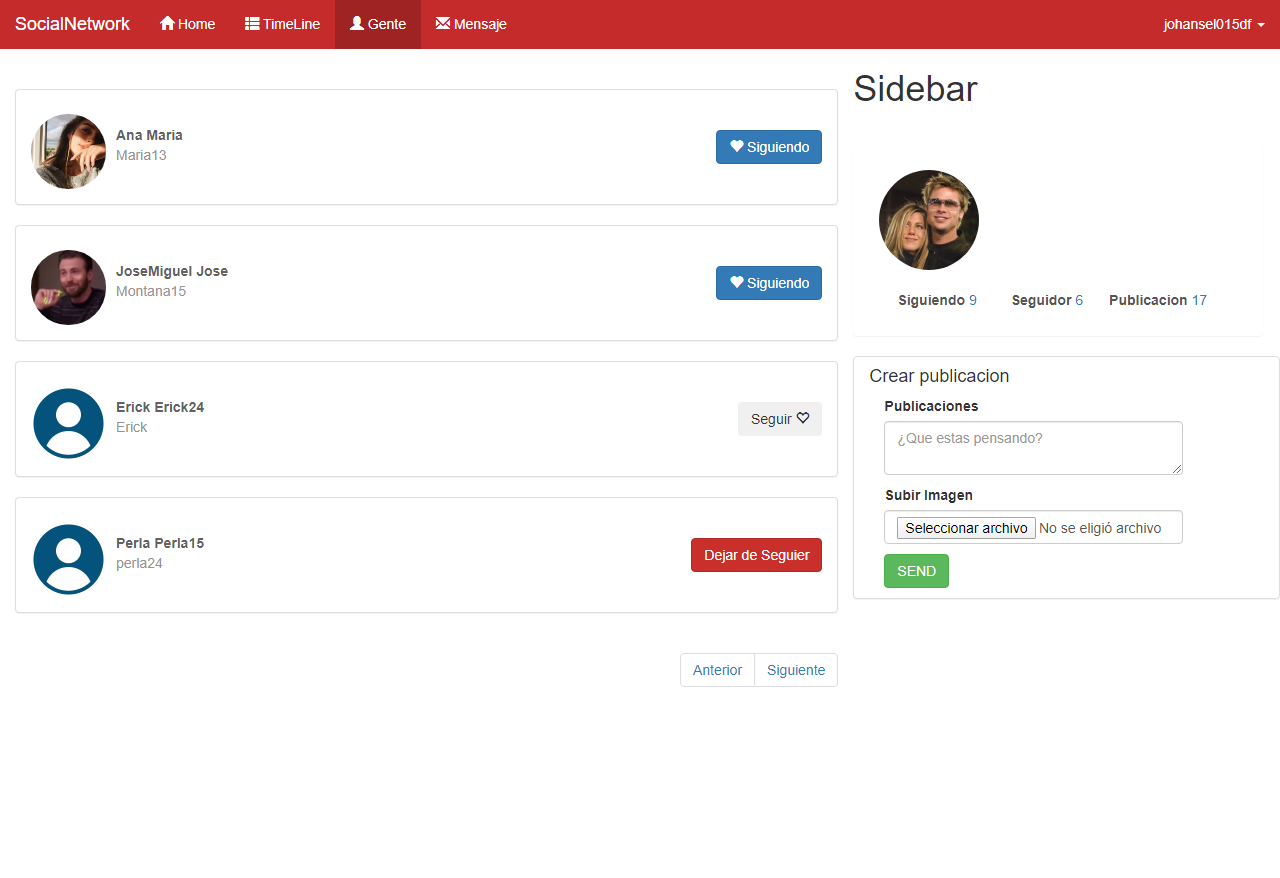 SocialNetwork Home TimeLine Gente Mensaje johansel015df
Ana Maria
Maria13
Siguiendo
JoseMiguel Jose
Montana15
Siguiendo
Erick Erick24
Erick
Seguir
Perla Perla15
perla24
Dejar de Seguier
Anterior Siguiente
Sidebar
Siguiendo 9 Seguidor 6 Publicacion 17
Crear publicacion
Publicaciones
¿Que estas pensando?
Subir Imagen
Seleccionar archivo No se eligió archivo
SEND